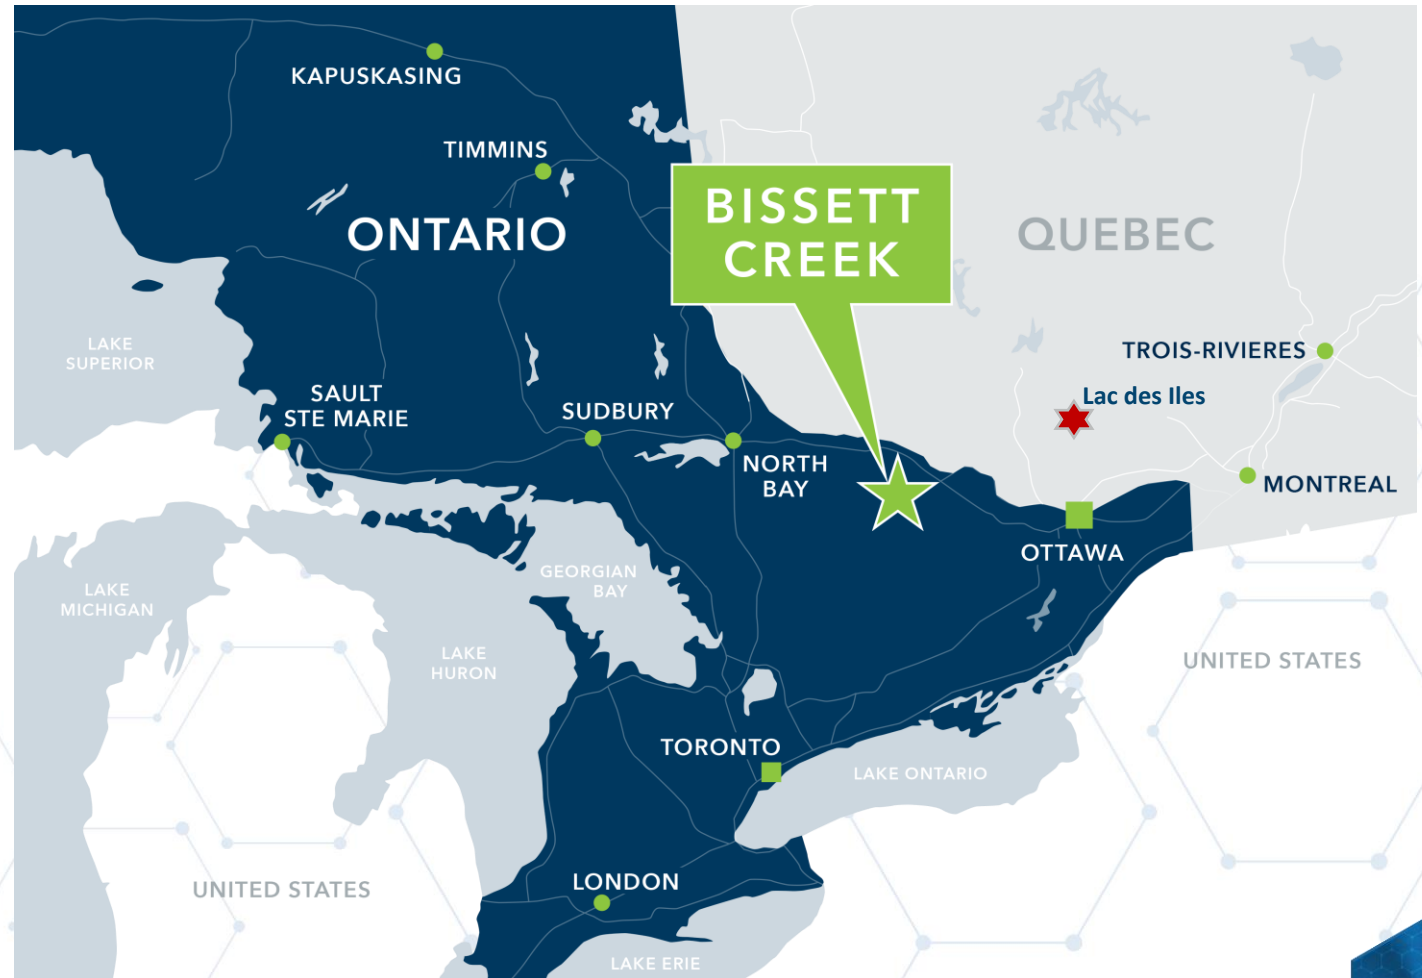 KAPUSKASING
TIMMINS
ONTARIO
BISSETT
CREEK
QUEBEC
LAKE
SUPERIOR
TROIS-RIVIERES
SAULT
STE MARIE
SUDBURY
Lac des Iles
NORTH
BAY
MONTREAL
OTTAWA
GEORGIAN
BAY
LAKE
MICHIGAN
LAKE
HURON
UNITED STATES
TORONTO
LAKE ONTARIO
UNITED STATES
LONDON
LAKE ERIE